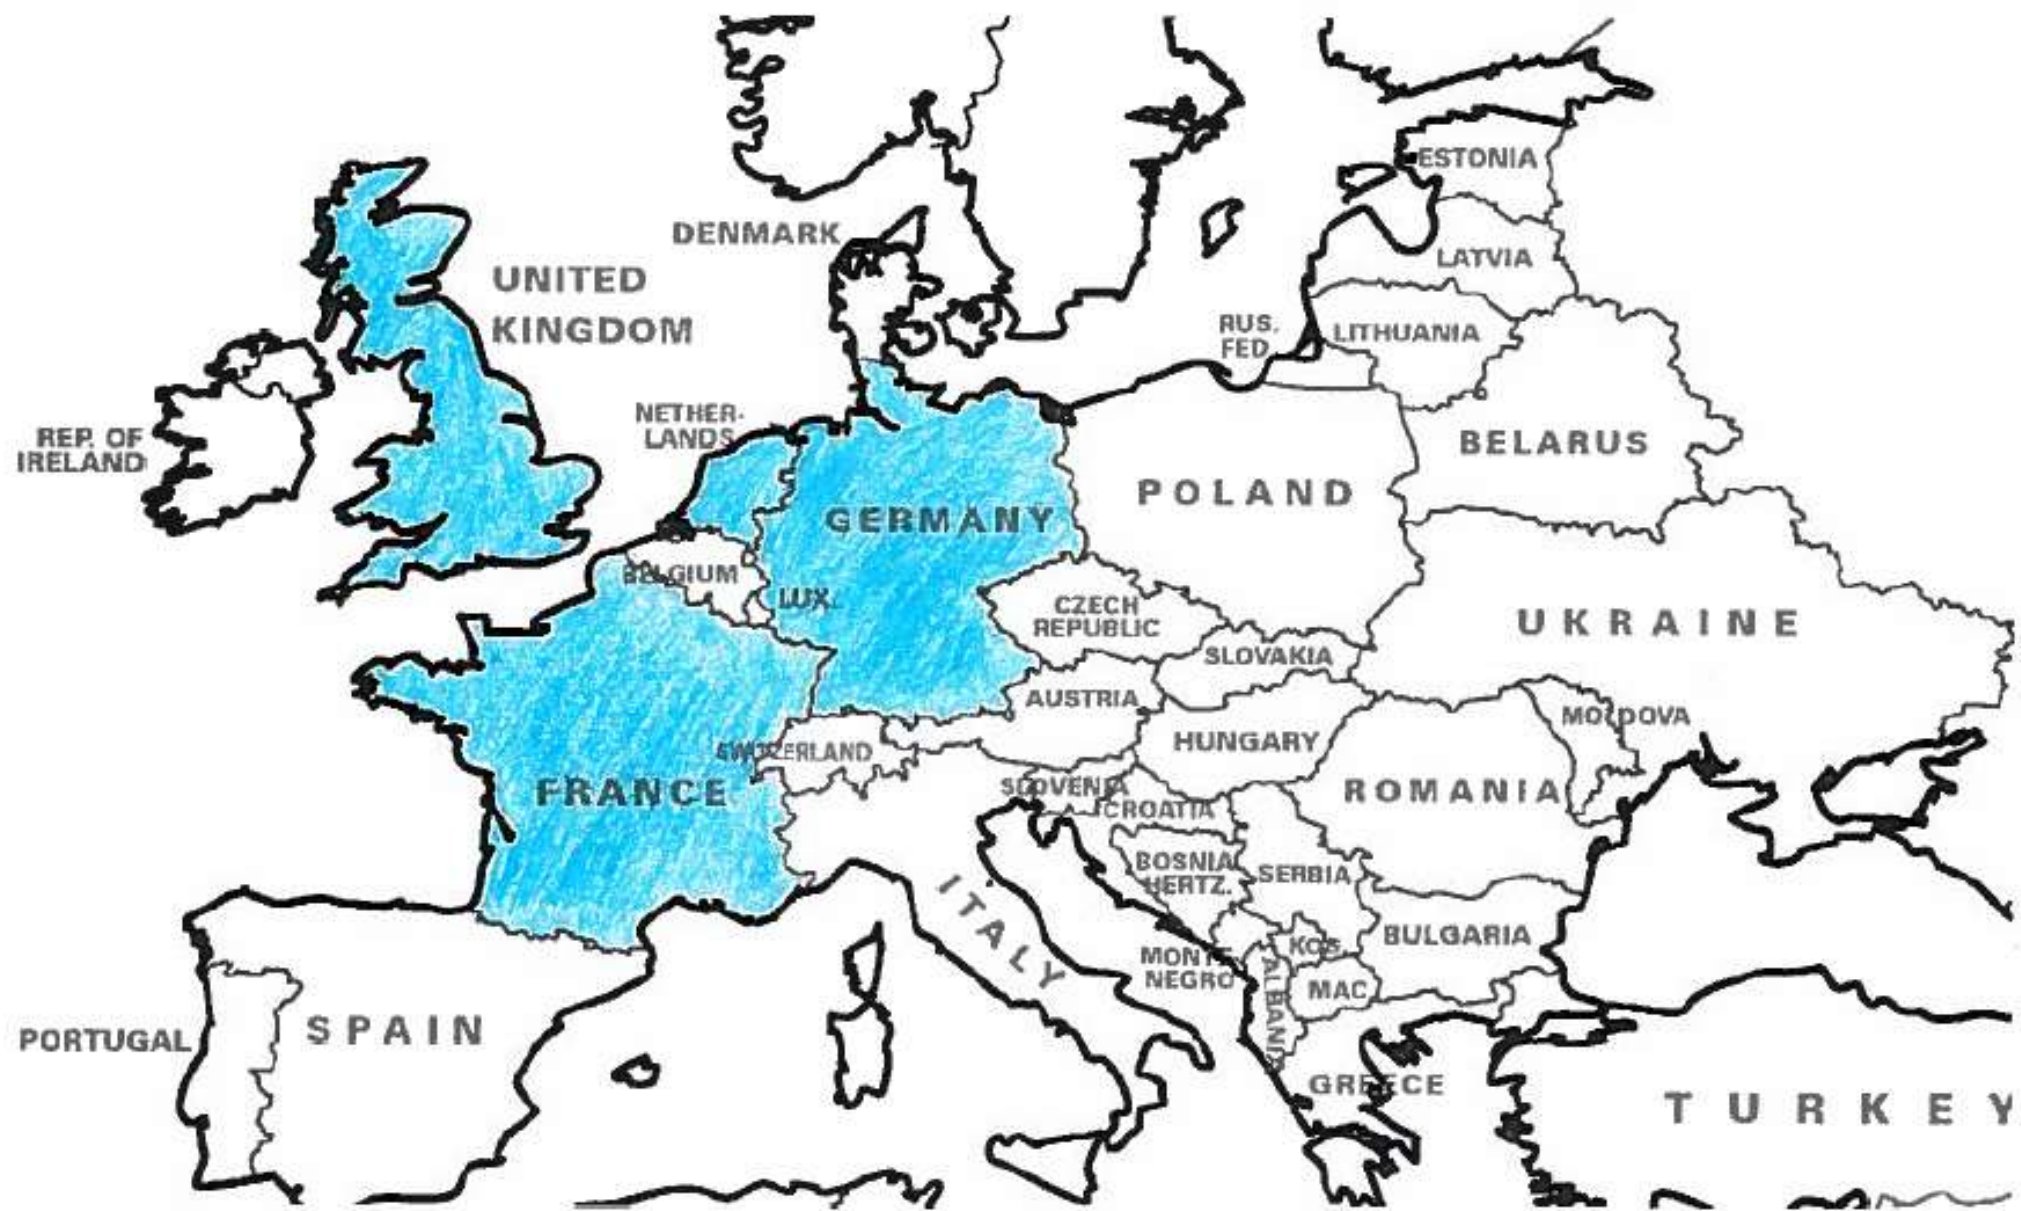 ESTONIA
DENMARK
LATVIA
UNITED
KINGDOM
RUS.
FED.
LITHUANIA
NETHER-
LANDS
REP. OF
IRELAND
BELARUS
POLAND
GERMANY
BELGIUM
LUX.
CZECH
REPUBLIC
UKRAINE
SLOVAKIA
AUSTRIA
MOLDOVA
HUNGARY
SWITZERLAND
FRANCE
SLOVENIA
ROMANIA
CROATIA
BOSNIA
HERTZ.
SERBIA
ITALY
BULGARIA
KOS.
MONTE-
NEGRO
ALBANIA
MAC
PORTUGAL
SPAIN
GREECE
TURKEY